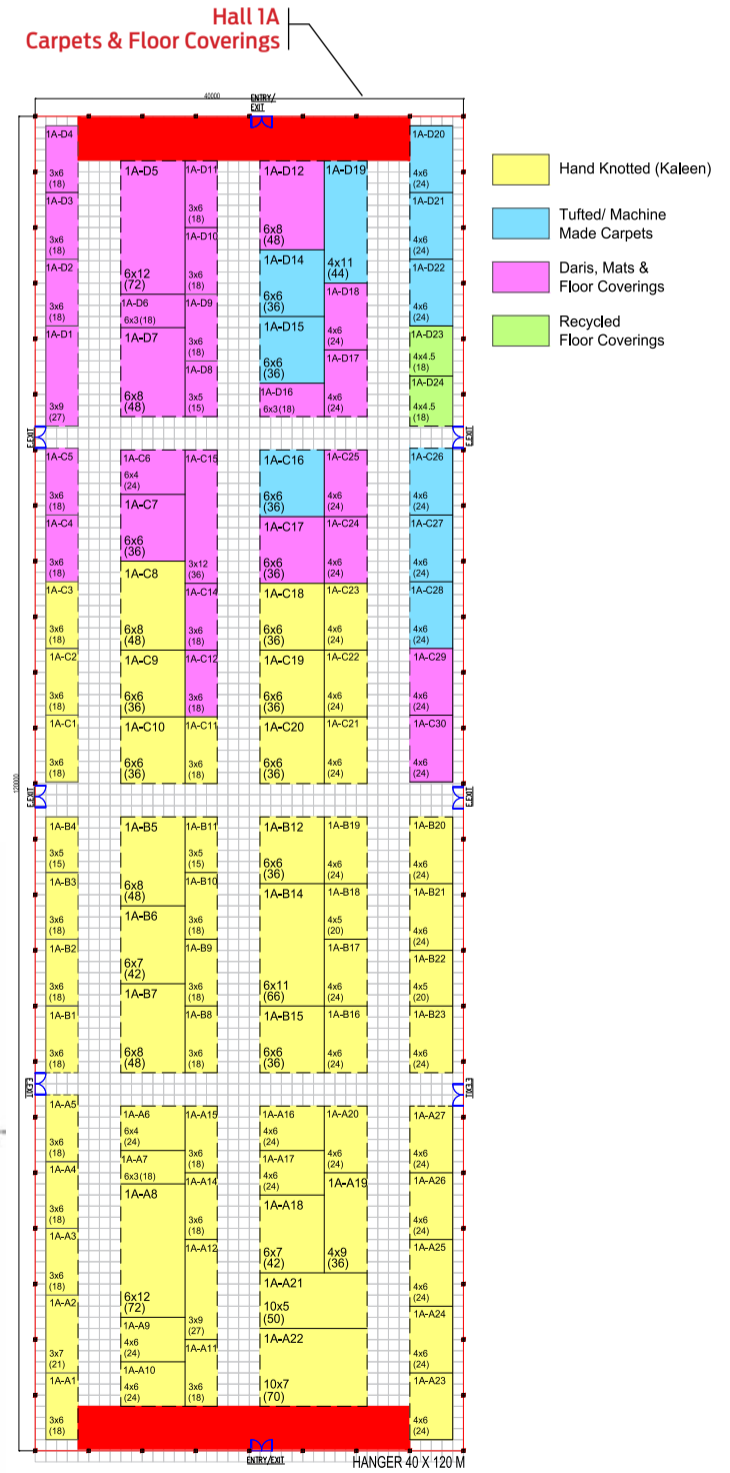 Hall 1A
Carpets & Floor Coverings
40000
ENTRY/
EXIT
Hand Knotted (Kaleen)
Tufted/ Machine
Made Carpets
Daris, Mats &
Floor Coverings
Recycled
Floor Coverings
1A-D4
3x6
(18)
1A-D3
3x6
(18)
1A-D2
3x6
(18)
1A-D1
3x9
(27)
1A-D5
6x12
(72)
1A-D6
6x3(18)
1A-D7
6x8
(48)
1A-D11
3x6
(18)
1A-D10
3x6
(18)
1A-D9
3x6
(18)
1A-D8
3x5
(15)
1A-D12
6x8
(48)
1A-D14
6x6
(36)
1A-D15
6x6
(36)
1A-D16
6x3(18)
1A-D19
4x11
(44)
1A-D18
4x6
(24)
1A-D17
4x6
(24)
1A-D20
4x6
(24)
1A-D21
4x6
(24)
1A-D22
4x6
(24)
1A-D23
4x4.5
(18)
1A-D24
4x4.5
(18)
E.EXIT
E.EXIT
1A-C5
3x6
(18)
1A-C4
3x6
(18)
1A-C3
3x6
(18)
1A-C2
3x6
(18)
1A-C1
3x6
(18)
1A-C6
6x4
(24)
1A-C7
6x6
(36)
1A-C8
6x8
(48)
1A-C9
6x6
(36)
1A-C10
6x6
(36)
1A-C15
3x12
(36)
1A-C14
3x6
(18)
1A-C12
3x6
(18)
1A-C11
3x6
(18)
1A-C16
6x6
(36)
1A-C17
6x6
(36)
1A-C18
6x6
(36)
1A-C19
6x6
(36)
1A-C20
6x6
(36)
1A-C25
4x6
(24)
1A-C24
4x6
(24)
1A-C23
4x6
(24)
1A-C22
4x6
(24)
1A-C21
4x6
(24)
1A-C26
4x6
(24)
1A-C27
4x6
(24)
1A-C28
4x6
(24)
1A-C29
4x6
(24)
1A-C30
4x6
(24)
120000
E.EXIT
E.EXIT
1A-B4
3x5
(15)
1A-B3
3x6
(18)
1A-B2
3x6
(18)
1A-B1
3x6
(18)
1A-B5
6x8
(48)
1A-B6
6x7
(42)
1A-B7
6x8
(48)
1A-B11
3x5
(15)
1A-B10
3x6
(18)
1A-B9
3x6
(18)
1A-B8
3x6
(18)
1A-B12
6x6
(36)
1A-B14
6x11
(66)
1A-B15
6x6
(36)
1A-B19
4x6
(24)
1A-B18
4x5
(20)
1A-B17
4x6
(24)
1A-B16
4x6
(24)
1A-B20
4x6
(24)
1A-B21
4x6
(24)
1A-B22
4x5
(20)
1A-B23
4x6
(24)
E.EXIT
E.EXIT
1A-A5
3x6
(18)
1A-A4
3x6
(18)
1A-A3
3x6
(18)
1A-A2
3x7
(21)
1A-A1
3x6
(18)
1A-A6
6x4
(24)
1A-A7
6x3(18)
1A-A8
6x12
(72)
1A-A9
4x6
(24)
1A-A10
4x6
(24)
1A-A15
3x6
(18)
1A-A14
3x6
(18)
1A-A12
3x9
(27)
1A-A11
3x6
(18)
1A-A16
4x6
(24)
1A-A17
4x6
(24)
1A-A18
6x7
(42)
1A-A20
4x6
(24)
1A-A19
4x9
(36)
1A-A21
10x5
(50)
1A-A22
10x7
(70)
1A-A27
4x6
(24)
1A-A26
4x6
(24)
1A-A25
4x6
(24)
1A-A24
4x6
(24)
1A-A23
4x6
(24)
ENTRY/EXIT
HANGER 40 X 120 M